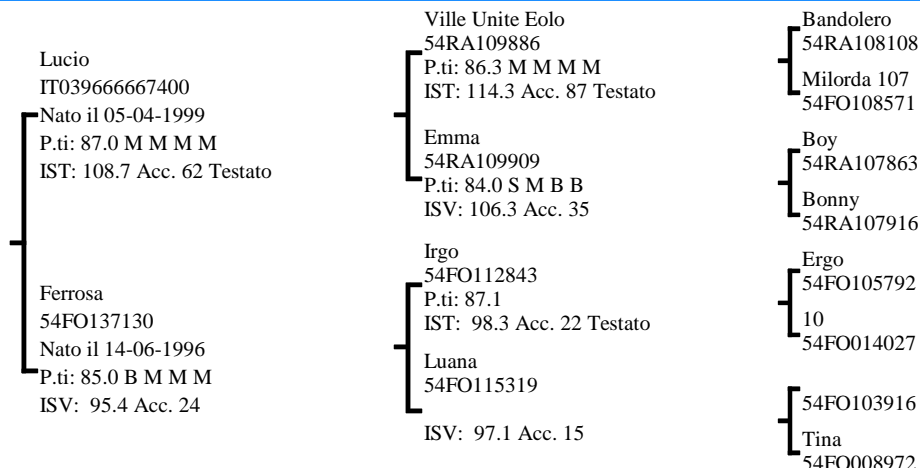 Lucio
IT039666667400
Nato il 05-04-1999
P.ti: 87.0 M M M M
IST: 108.7 Acc. 62 Testato
Ferrosa
54FO137130
Nato il 14-06-1996
P.ti: 85.0 B M M M
ISV:  95.4 Acc. 24
Ville Unite Eolo
54RA109886
P.ti: 86.3 M M M M
IST: 114.3 Acc. 87 Testato
Emma
54RA109909
P.ti: 84.0 S M B B
ISV: 106.3 Acc. 35
Irgo
54FO112843
P.ti: 87.1
IST:  98.3 Acc. 22 Testato
Luana
54FO115319
ISV:  97.1 Acc. 15
Bandolero
54RA108108
Milorda 107
54FO108571
Boy
54RA107863
Bonny
54RA107916
Ergo
54FO105792
10
54FO014027
54FO103916
Tina
54FO008972